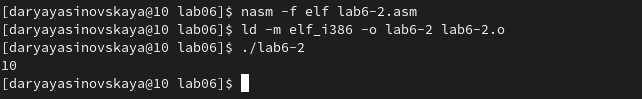 [daryayasinovskaya@10 lab06]$ nasm -f elf lab6-2.asm
[daryayasinovskaya@10 lab06]$ ld -m elf_i386 -o lab6-2 lab6-2.o
[daryayasinovskaya@10 lab06]$ ./lab6-2
10
[daryayasinovskaya@10 lab06]$